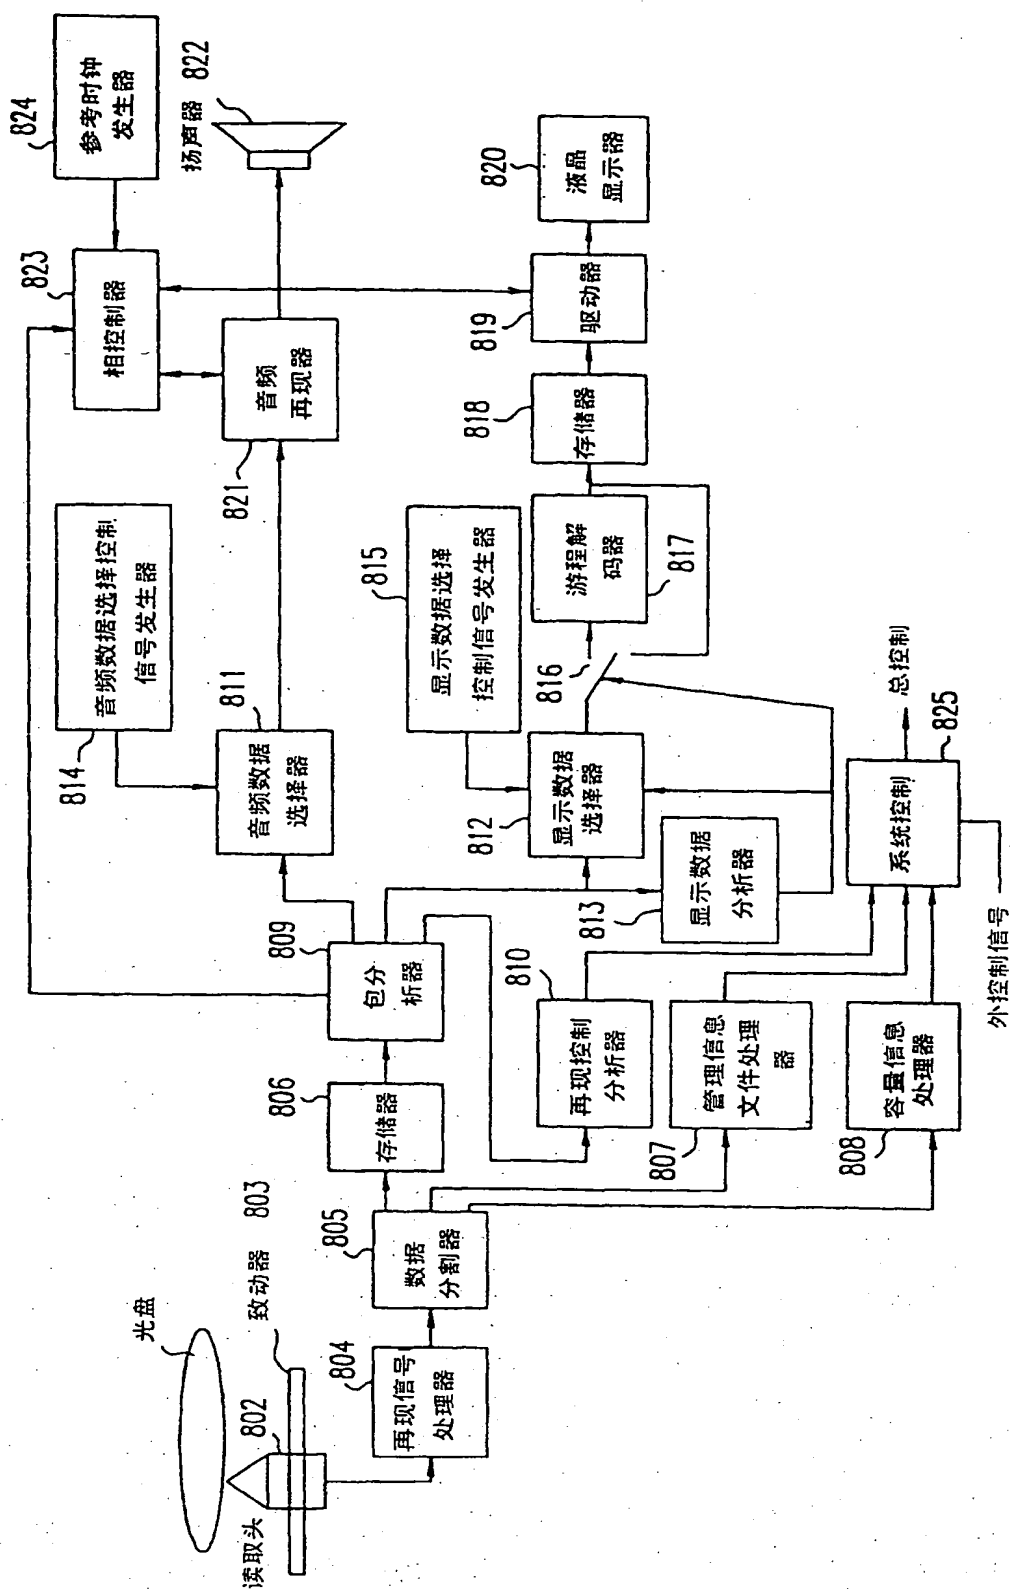 光盘
读取头
802
致动器 803
804
再现信号
处理器
805
数据
分割器
806
存储器
809
包分
析器
810
再现控制
分析器
807
管理信息
文件处理
器
808
容量信息
处理器
814
音频数据选择控制
信号发生器
811
音频数据
选择器
815
显示数据选择
控制信号发生器
812
显示数据
选择器
813
显示数据
分析器
816
游程解
码器
817
818
存储器
819
驱动器
820
液晶
显示器
821
音频
再现器
扬声器 822
823
相控制器
824
参考时钟
发生器
系统控制
825
总控制
外控制信号